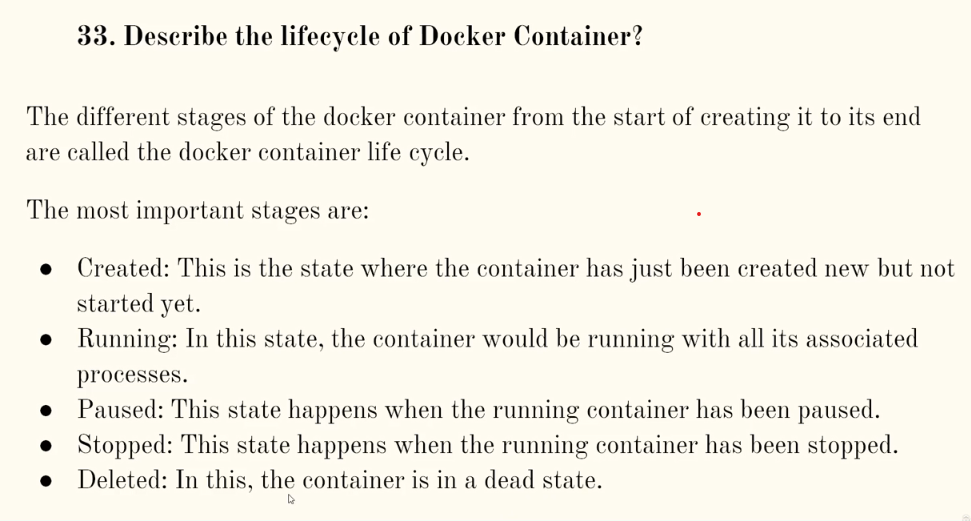 33. Describe the lifecycle of Docker Container?
The different stages of the docker container from the start of creating it to its end
are called the docker container life cycle.
The most important stages are:
● Created: This is the state where the container has just been created new but not
started yet.
● Running: In this state, the container would be running with all its associated
processes.
● Paused: This state happens when the running container has been paused.
● Stopped: This state happens when the running container has been stopped.
● Deleted: In this, the container is in a dead state.